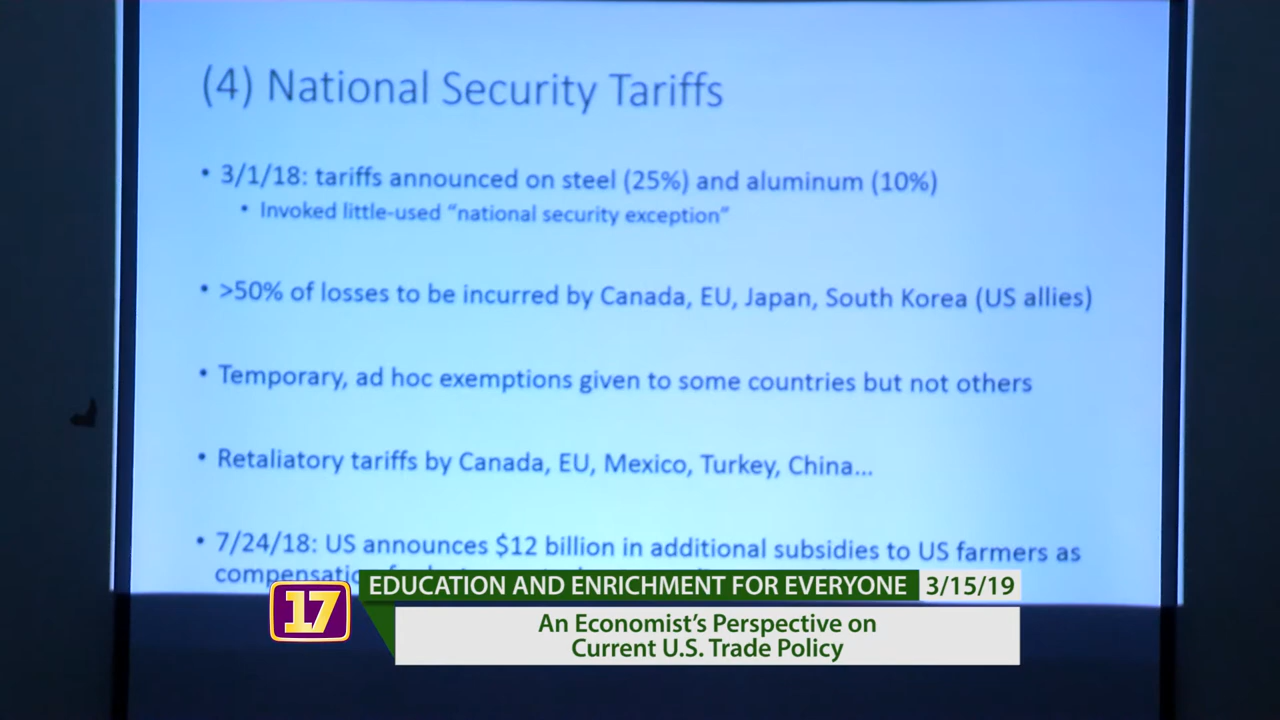 (4) National Security Tariffs
• 3/1/18: tariffs announced on steel (25%) and aluminum (10%)
• Invoked little-used “national security exception”
• >50% of losses to be incurred by Canada, EU, Japan, South Korea (US allies)
• Temporary, ad hoc exemptions given to some countries but not others
• Retaliatory tariffs by Canada, EU, Mexico, Turkey, China...
• 7/24/18: US announces $12 billion in additional subsidies to US farmers as
17
EDUCATION AND ENRICHMENT FOR EVERYONE 3/15/19
An Economist’s Perspective on
Current U.S. Trade Policy